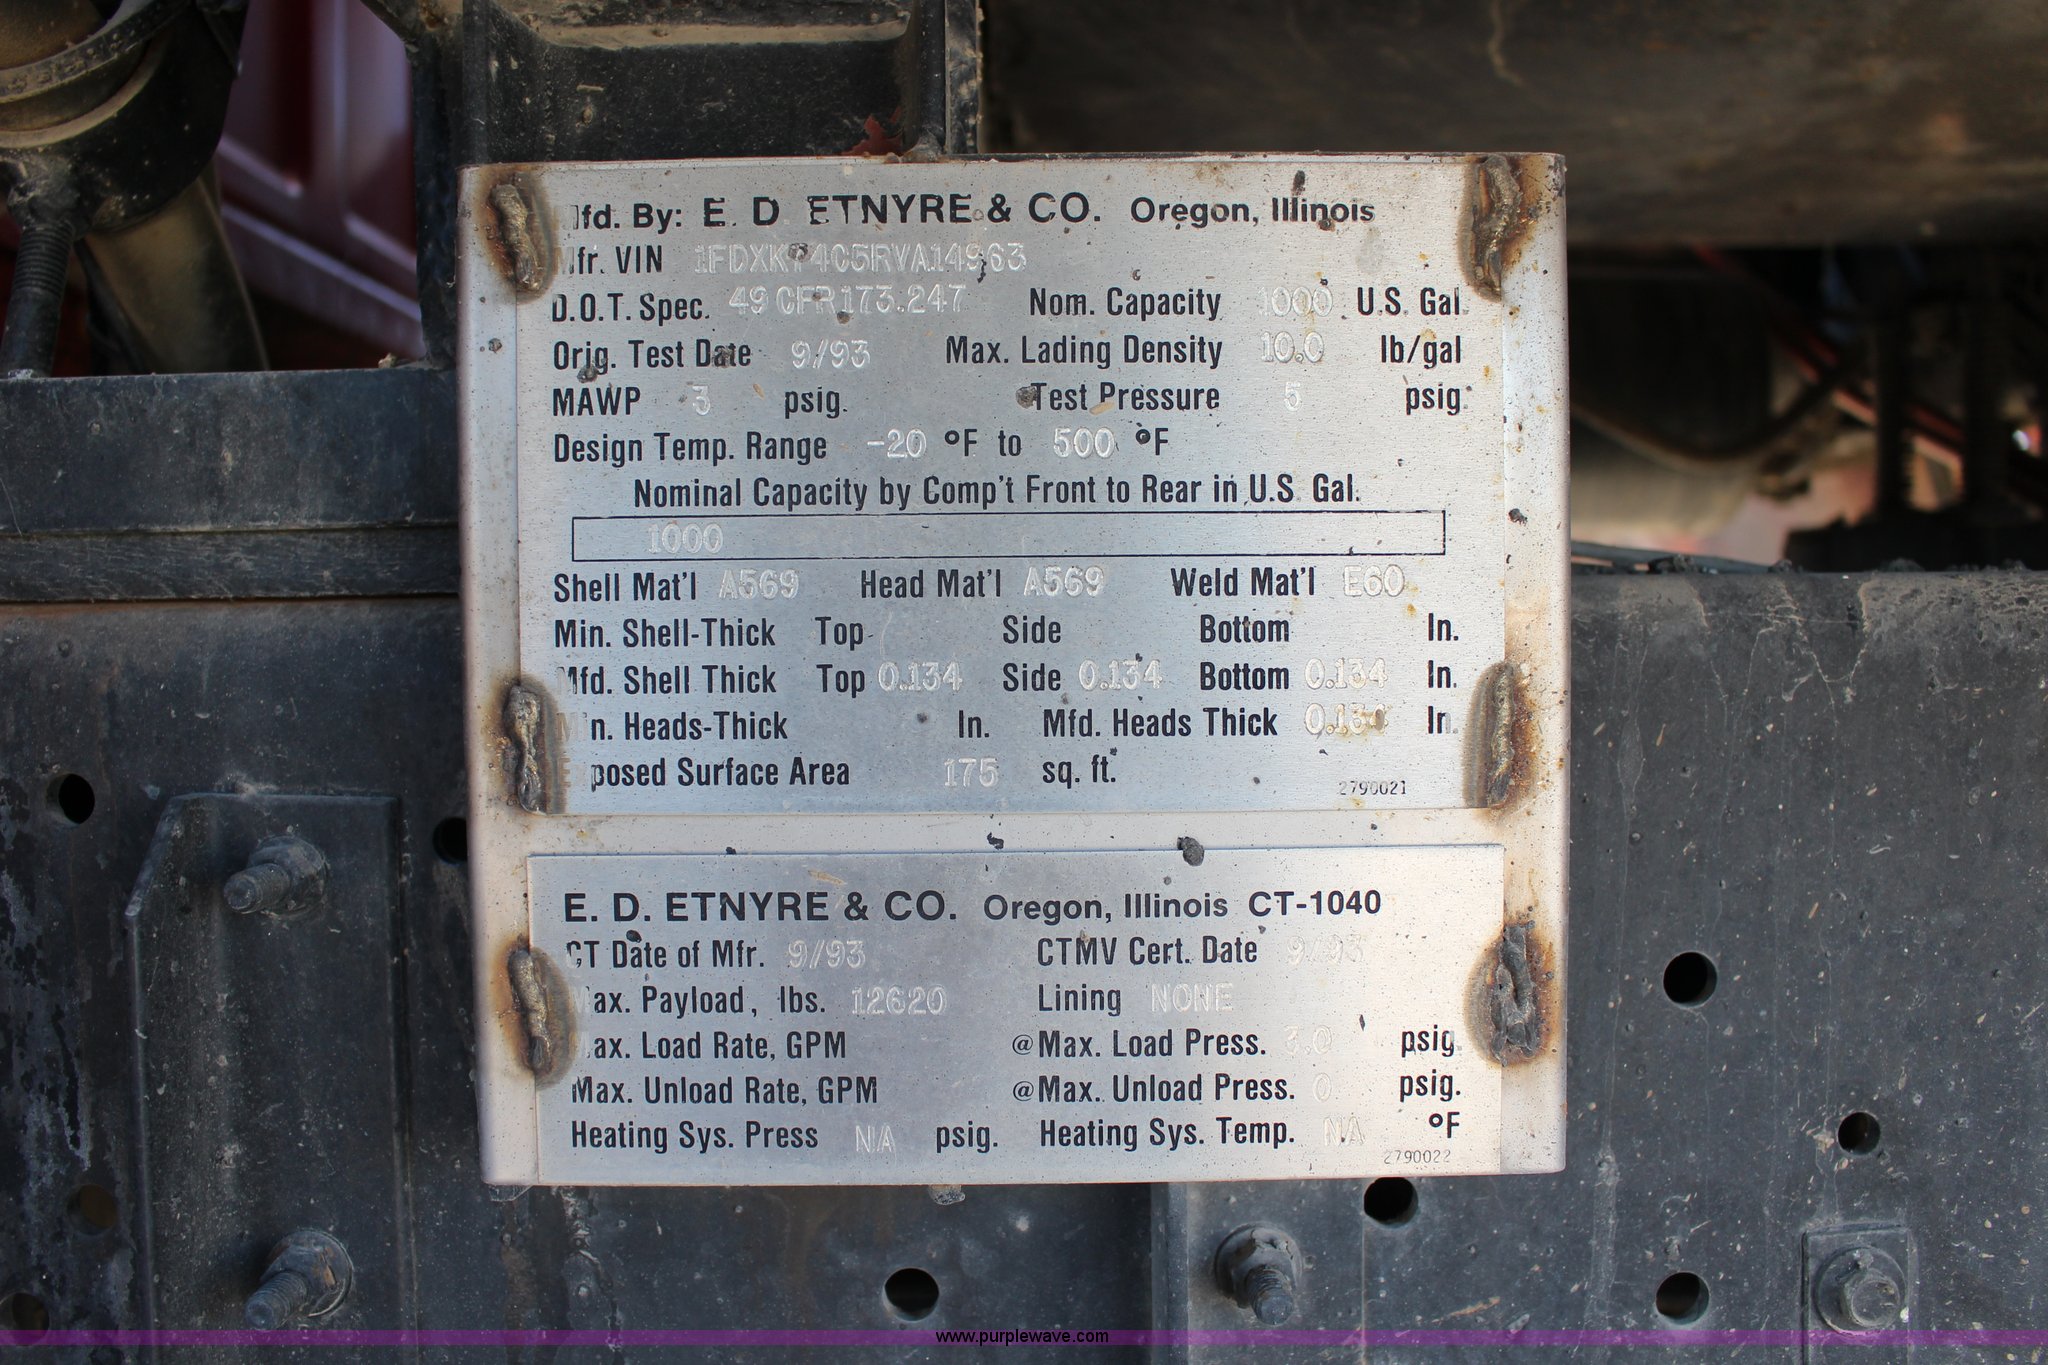 Mfd. By: E. D. ETNYRE & CO. Oregon, Illinois
Mfr. VIN
D.O.T. Spec. 49 CFR 173.247 Nom. Capacity 1000 U.S. Gal.
Orig. Test Date 9/93 Max. Lading Density 10.0 lb/gal
MAWP 3 psig. Test Pressure 5 psig.
Design Temp. Range -20 °F to 500 °F
Nominal Capacity by Comp't Front to Rear in U.S. Gal.
1000
Shell Mat'l A569 Head Mat'l A569 Weld Mat'l E60
Min. Shell-Thick Top Side Bottom In.
Mfd. Shell Thick Top 0.134 Side 0.134 Bottom 0.134 In.
Min. Heads-Thick In. Mfd. Heads Thick 0.134 In.
Exposed Surface Area 175 sq. ft.
2790021
E. D. ETNYRE & CO. Oregon, Illinois CT-1040
CT Date of Mfr. 9/93 CTMV Cert. Date 9/93
Max. Payload, lbs. 12620 Lining NONE
Max. Load Rate, GPM @ Max. Load Press. 3.0 psig.
Max. Unload Rate, GPM @ Max. Unload Press. 0 psig.
Heating Sys. Press NA psig. Heating Sys. Temp. NA °F
2790022
www.purplewave.com